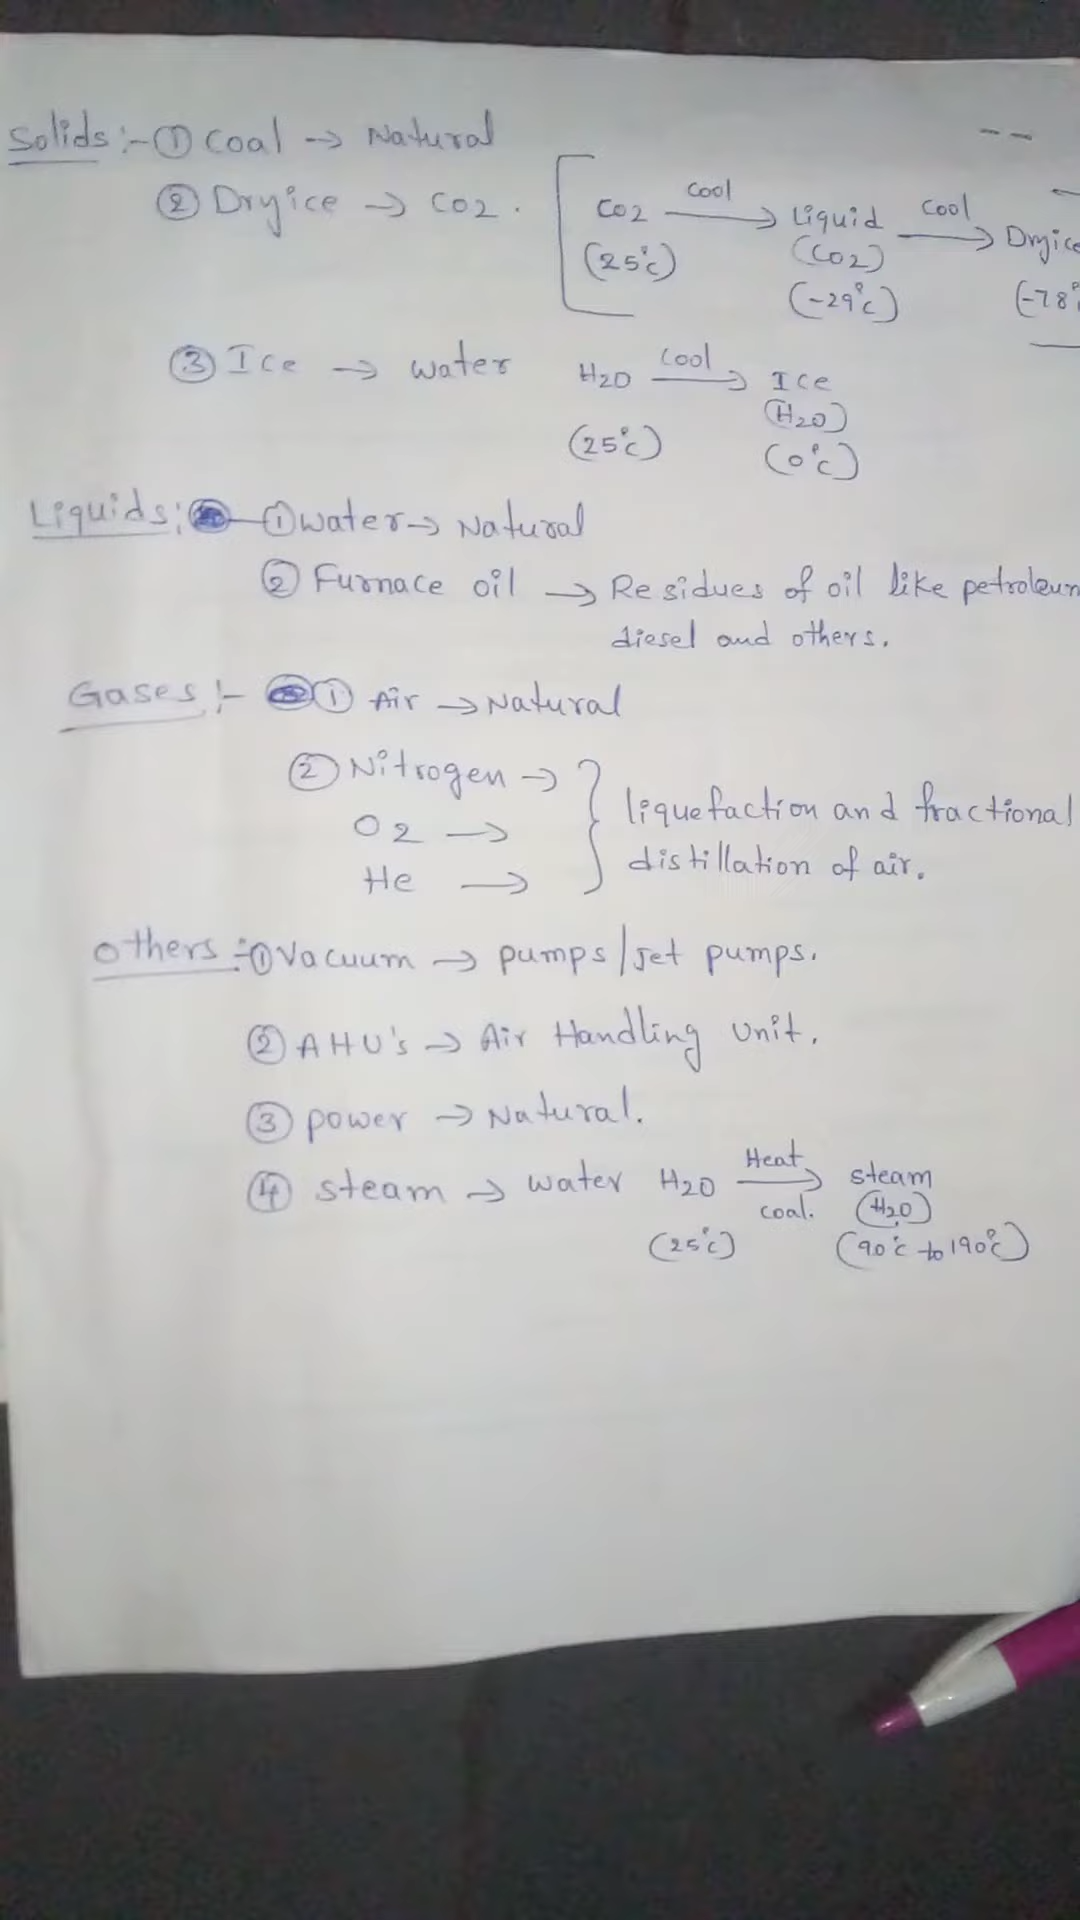 Solids :- ① Coal → Natural
② Dryice → CO2 .
CO2 cool → Liquid cool → Dryice
(25°c) (CO2)
(-29°c) (-78°
③ Ice → water H2O cool → Ice
(H2O)
(25°c) (0°c)
Liquids: ① water → Natural
② Furnace oil → Residues of oil like petroleum
diesel and others.
Gases :- ① Air → Natural
② Nitrogen →
O2 →
He →
} liquefaction and fractional
distillation of air.
Others :- ① Vacuum → pumps/Jet pumps.
② AHU's → Air Handling Unit.
③ power → Natural.
④ steam → water H2O Heat → steam
coal. (H2O)
(25°c) (90°c to 190°c)